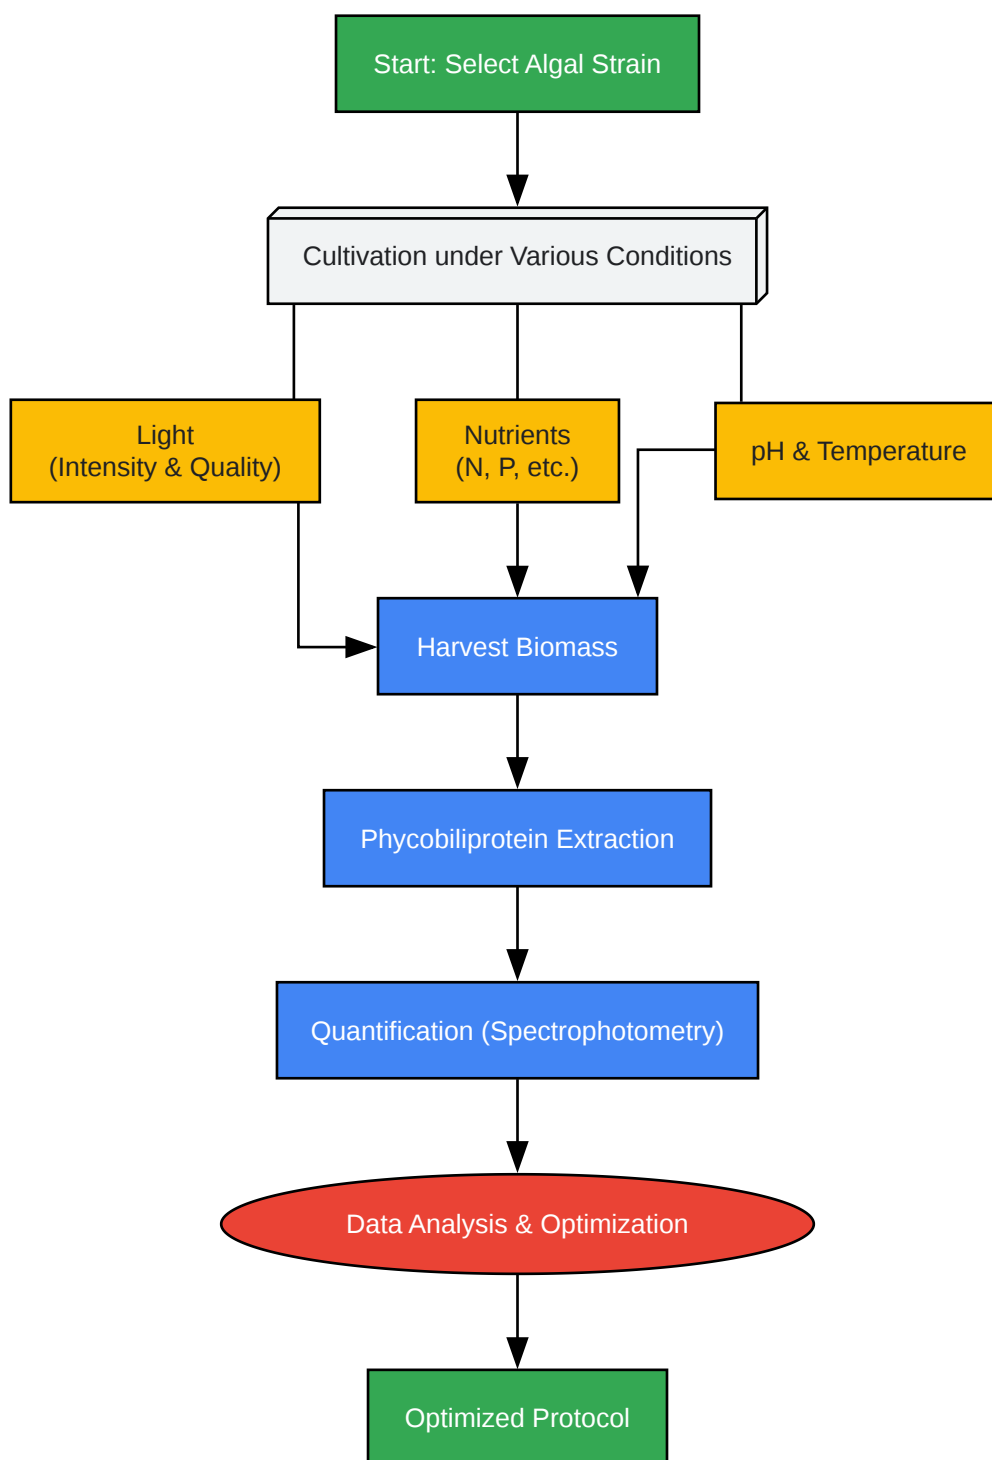 Start: Select Algal Strain
Cultivation under Various Conditions
Light
(Intensity & Quality)
Nutrients
(N, P, etc.)
pH & Temperature
Harvest Biomass
Phycobiliprotein Extraction
Quantification (Spectrophotometry)
Data Analysis & Optimization
Optimized Protocol